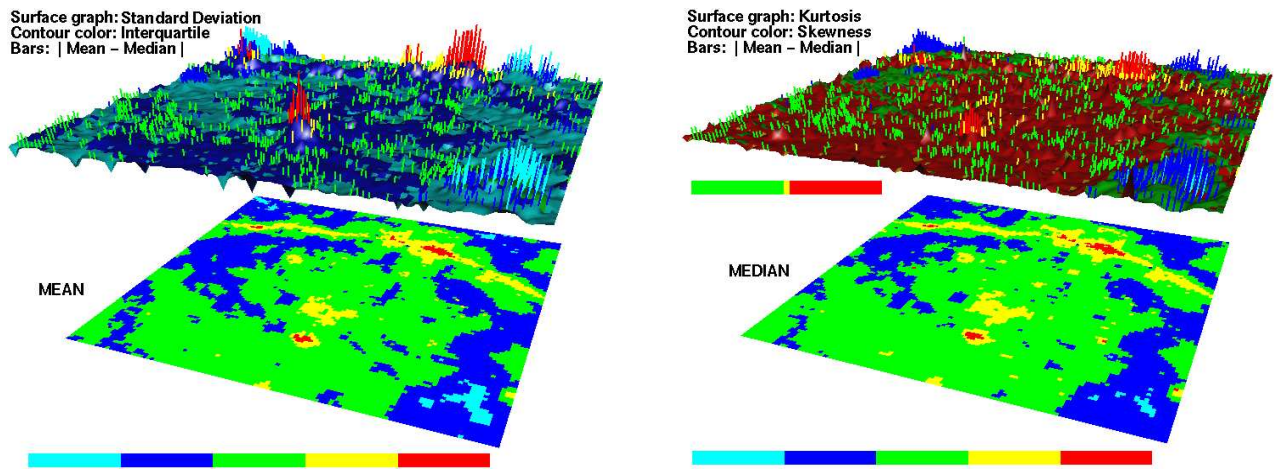 Surface graph: Standard Deviation
Contour color: Interquartile
Bars: | Mean – Median |
MEAN
Surface graph: Kurtosis
Contour color: Skewness
Bars: | Mean – Median |
MEDIAN